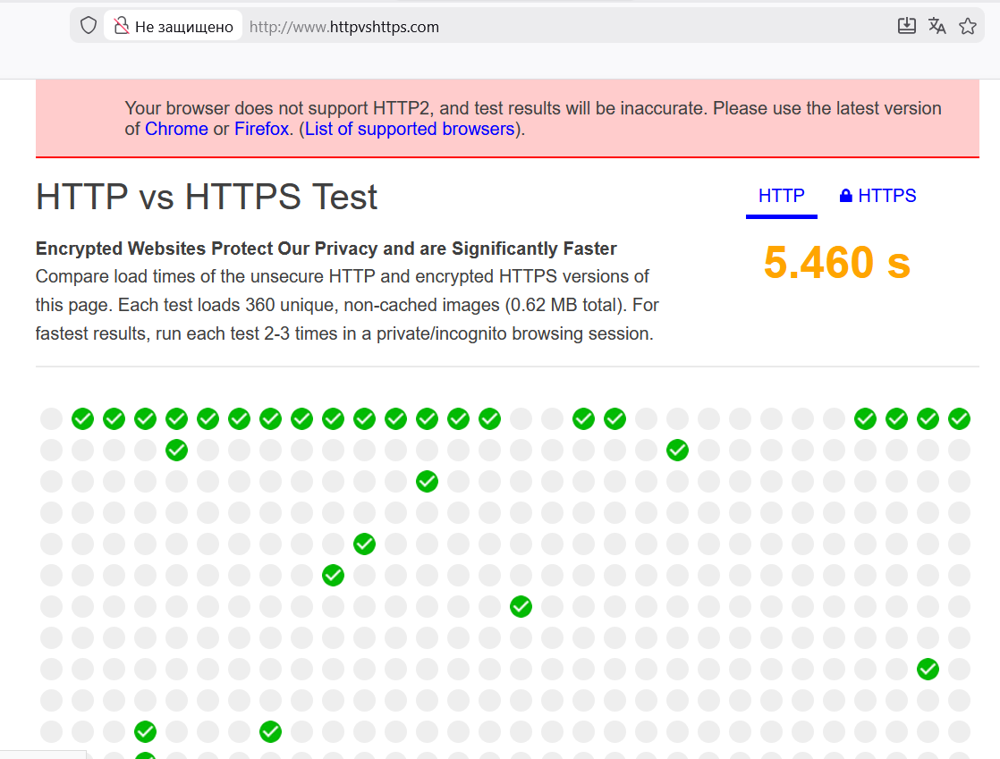 Не защищено http://www.httpvshttps.com
Your browser does not support HTTP2, and test results will be inaccurate. Please use the latest version
of Chrome or Firefox. (List of supported browsers).
HTTP vs HTTPS Test
HTTP HTTPS
Encrypted Websites Protect Our Privacy and are Significantly Faster
5.460 s
Compare load times of the unsecure HTTP and encrypted HTTPS versions of
this page. Each test loads 360 unique, non-cached images (0.62 MB total). For
fastest results, run each test 2-3 times in a private/incognito browsing session.